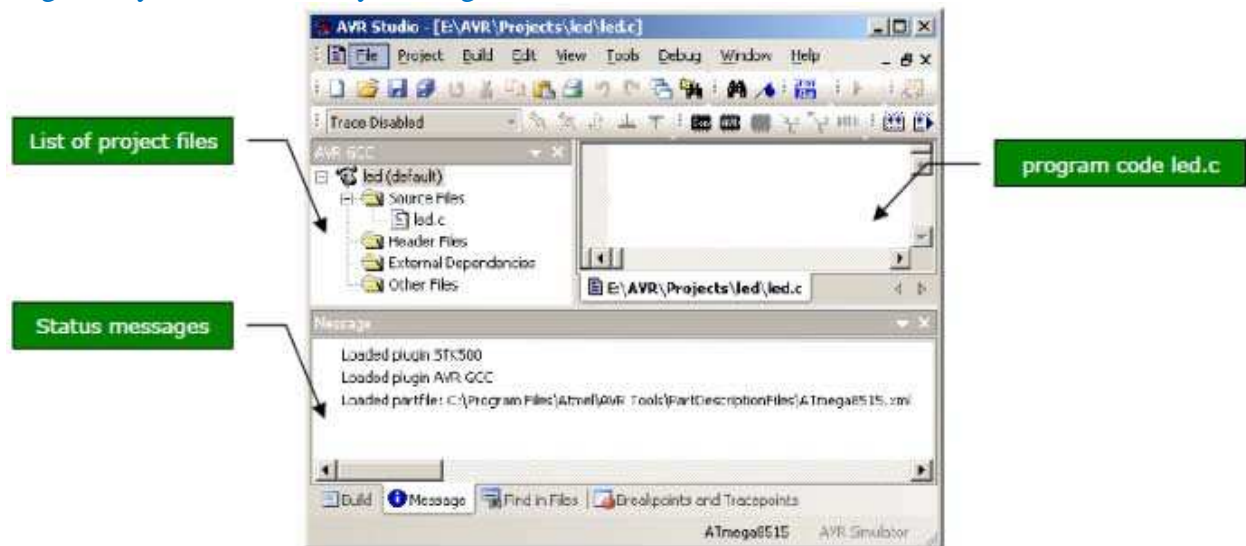 AVR Studio - [E:\AVR\Projects\led\led.c]
File Project Build Edit View Tools Debug Window Help
Trace Disabled
List of project files
AVR GCC
led (default)
Source Files
led.c
Header Files
External Dependencies
Other Files
program code led.c
E:\AVR\Projects\led\led.c
Status messages
Message
Loaded plugin STK500
Loaded plugin AVR GCC
Loaded partfile: C:\Program Files\Atmel\AVR Tools\PartDescriptionFiles\ATmega8515.xml
Build Message Find in Files Breakpoints and Tracepoints
ATmega8515 AVR Simulator